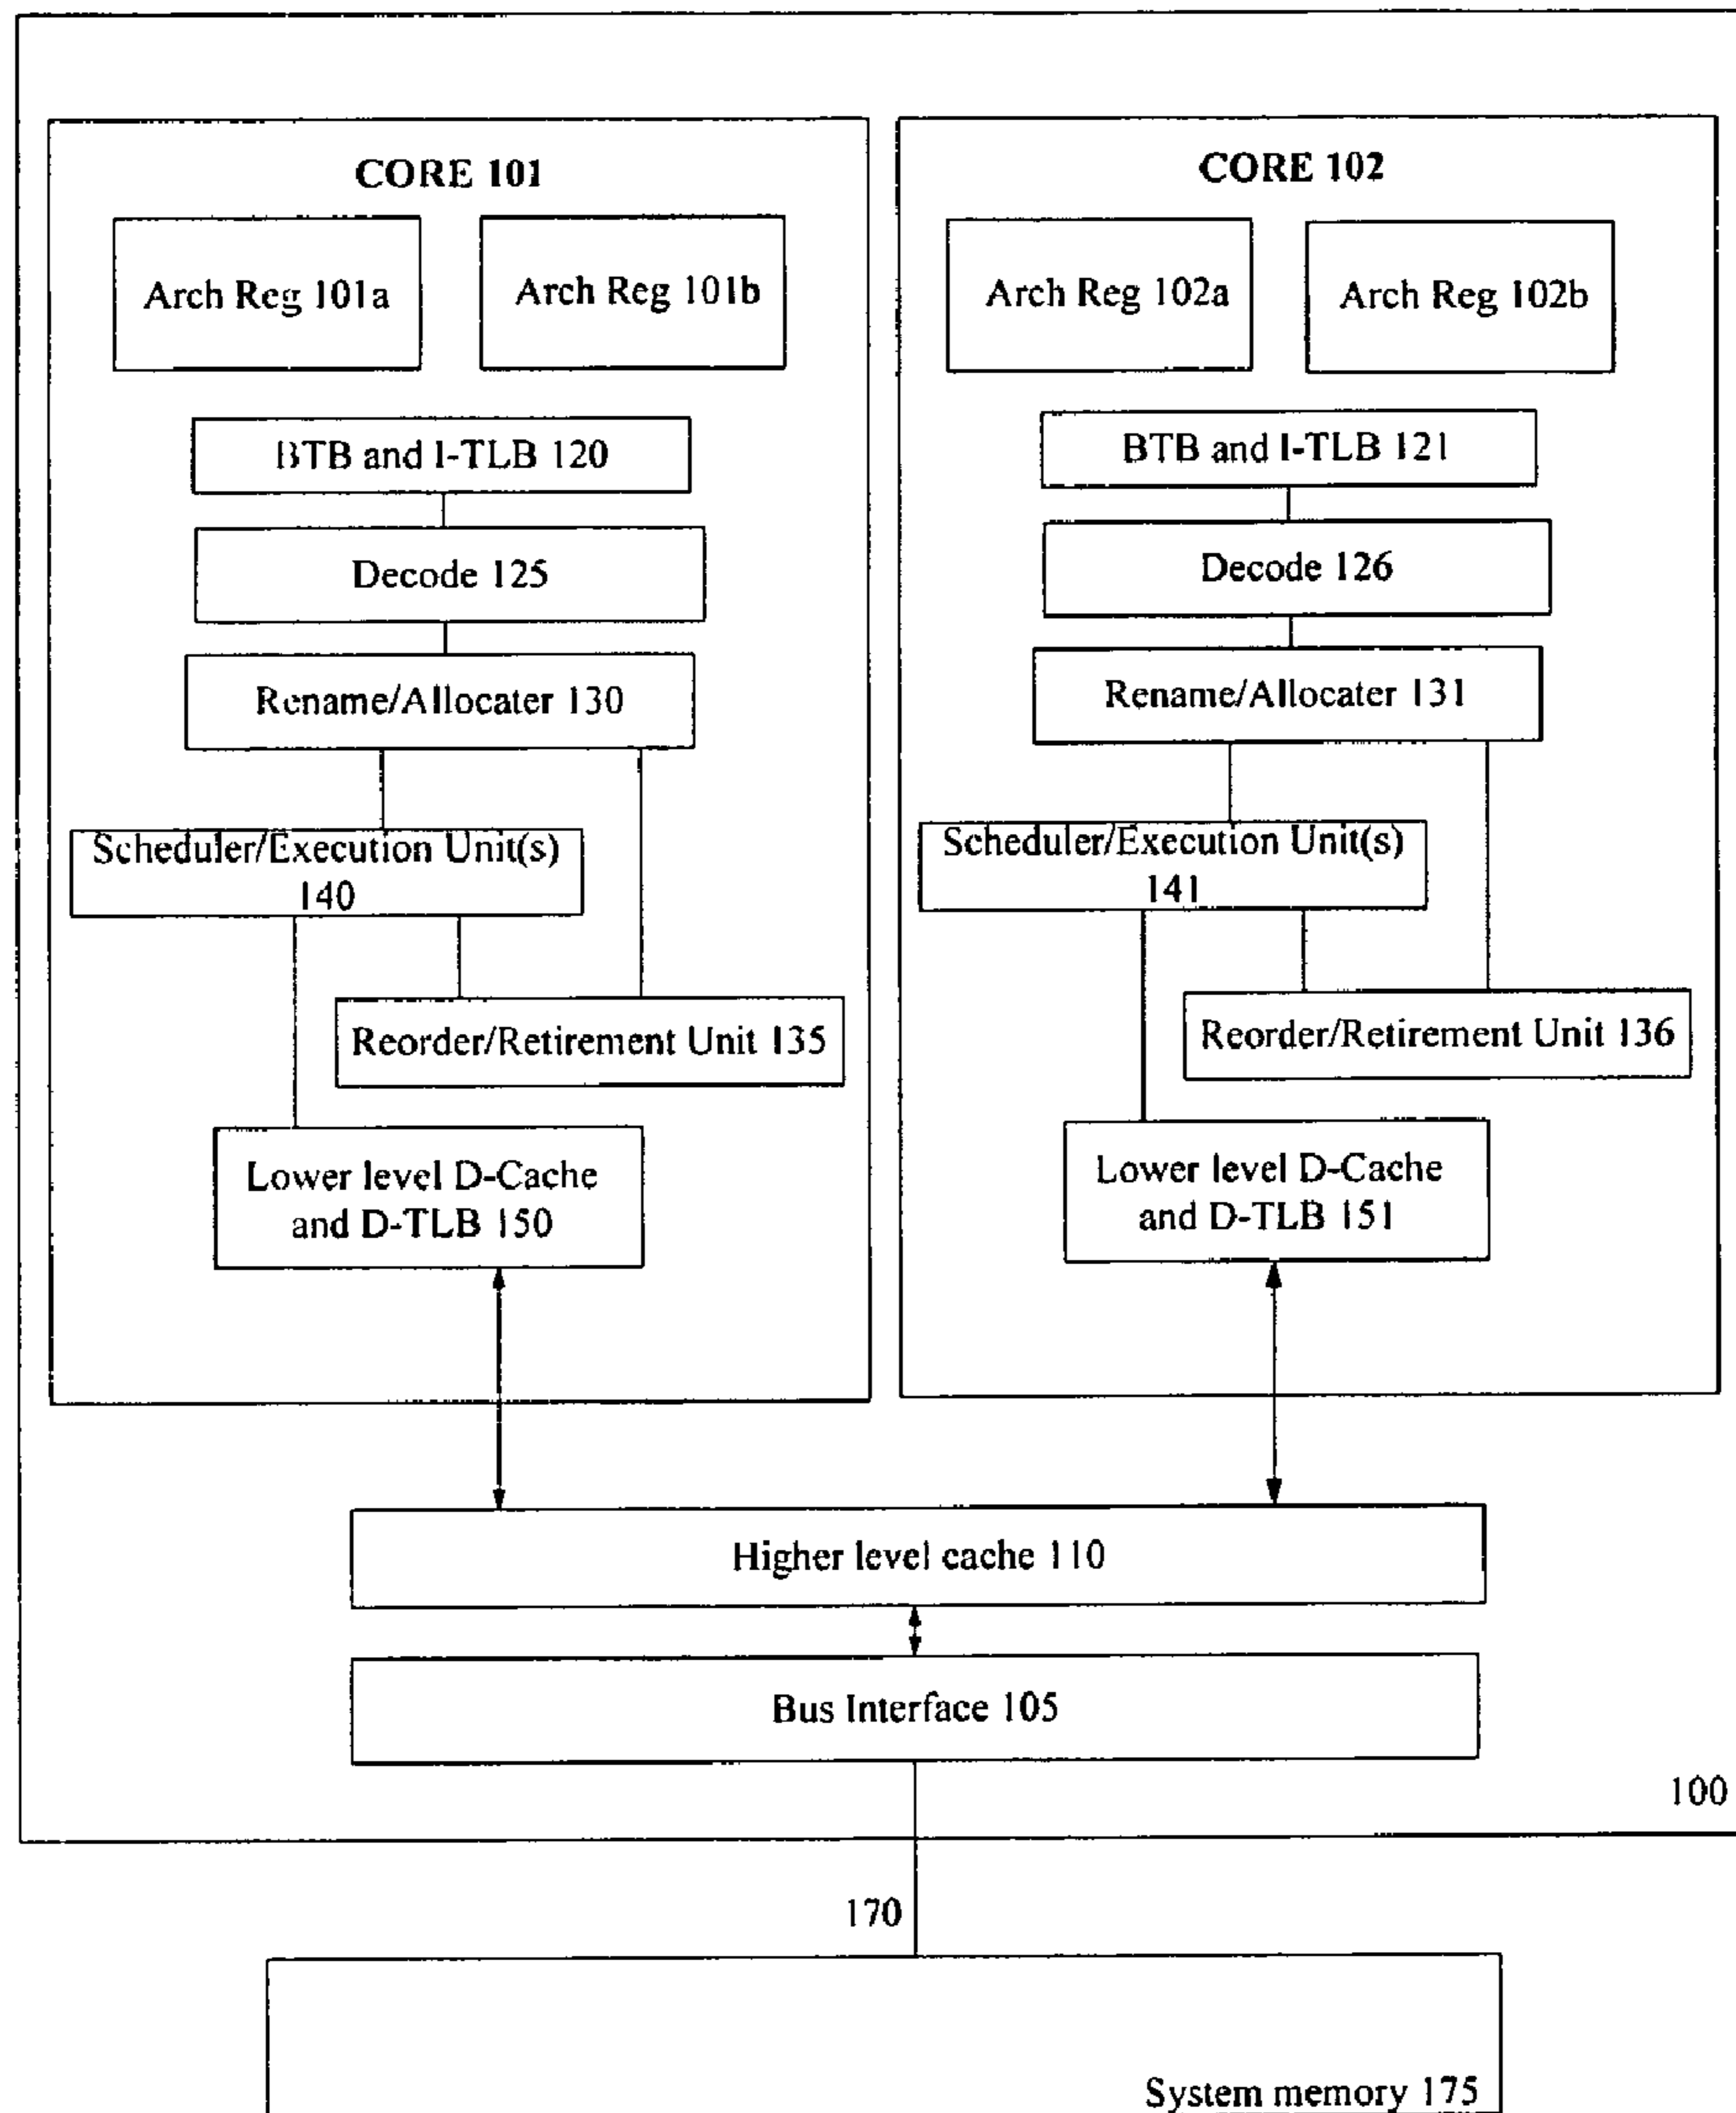 CORE 101
Arch Reg 101a
Arch Reg 101b
BTB and I-TLB 120
Decode 125
Rename/Allocater 130
Scheduler/Execution Unit(s)
140
Reorder/Retirement Unit 135
Lower level D-Cache
and D-TLB 150
CORE 102
Arch Reg 102a
Arch Reg 102b
BTB and I-TLB 121
Decode 126
Rename/Allocater 131
Scheduler/Execution Unit(s)
141
Reorder/Retirement Unit 136
Lower level D-Cache
and D-TLB 151
Higher level cache 110
Bus Interface 105
100
170
System memory 175